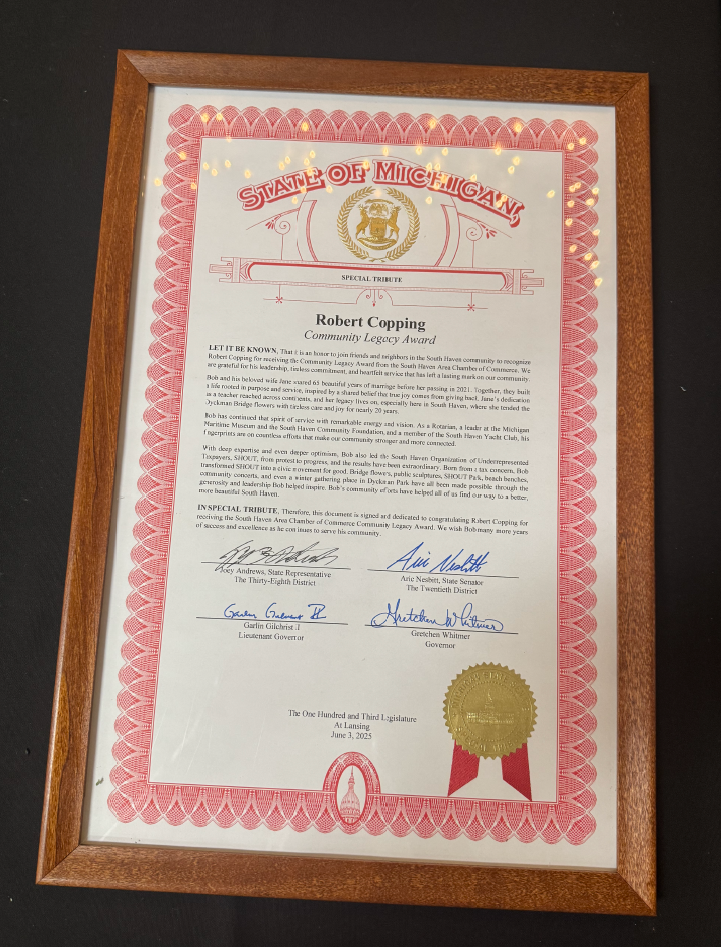 STATE OF MICHIGAN
SPECIAL TRIBUTE
Robert Copping
Community Legacy Award
LET IT BE KNOWN, That it is an honor to join friends and neighbors in the South Haven community to recognize
Robert Copping for receiving the Community Legacy Award from the South Haven Area Chamber of Commerce. We
are grateful for his leadership, tireless commitment, and heartfelt service that has left a lasting mark on our community.
Bob and his beloved wife Jane shared 65 beautiful years of marriage before her passing in 2021. Together, they built
a life rooted in purpose and service, inspired by a shared belief that true joy comes from giving back. Jane's dedication
as a teacher reached across continents, and her legacy lives on, especially here in South Haven, where she tended the
Dyckman Bridge flowers with tireless care and joy for nearly 20 years.
Bob has continued that spirit of service with remarkable energy and vision. As a Rotarian, a leader at the Michigan
Maritime Museum and the South Haven Community Foundation, and a member of the South Haven Yacht Club, his
fingerprints are on countless efforts that make our community stronger and more connected.
With deep expertise and even deeper optimism, Bob also led the South Haven Organization of Underrepresented
Taxpayers, SHOUT, from protest to progress, and the results have been extraordinary. Born from a tax concern, Bob
transformed SHOUT into a civic movement for good. Bridge flowers, public sculptures, SHOUT Park, beach benches,
community concerts, and even a winter gathering place in Dyckman Park have all been made possible through the
generosity and leadership Bob helped inspire. Bob's community efforts have helped all of us find our way to a better,
more beautiful South Haven.
IN SPECIAL TRIBUTE, Therefore, this document is signed and dedicated to congratulating Robert Copping for
receiving the South Haven Area Chamber of Commerce Community Legacy Award. We wish Bob many more years
of success and excellence as he continues to serve his community.
Joey Andrews, State Representative
The Thirty-Eighth District
Aric Nesbitt
Aric Nesbitt, State Senator
The Twentieth District
Garlin Gilchrist II
Garlin Gilchrist II
Lieutenant Governor
Gretchen Whitmer
Gretchen Whitmer
Governor
The One Hundred and Third Legislature
At Lansing
June 3, 2025